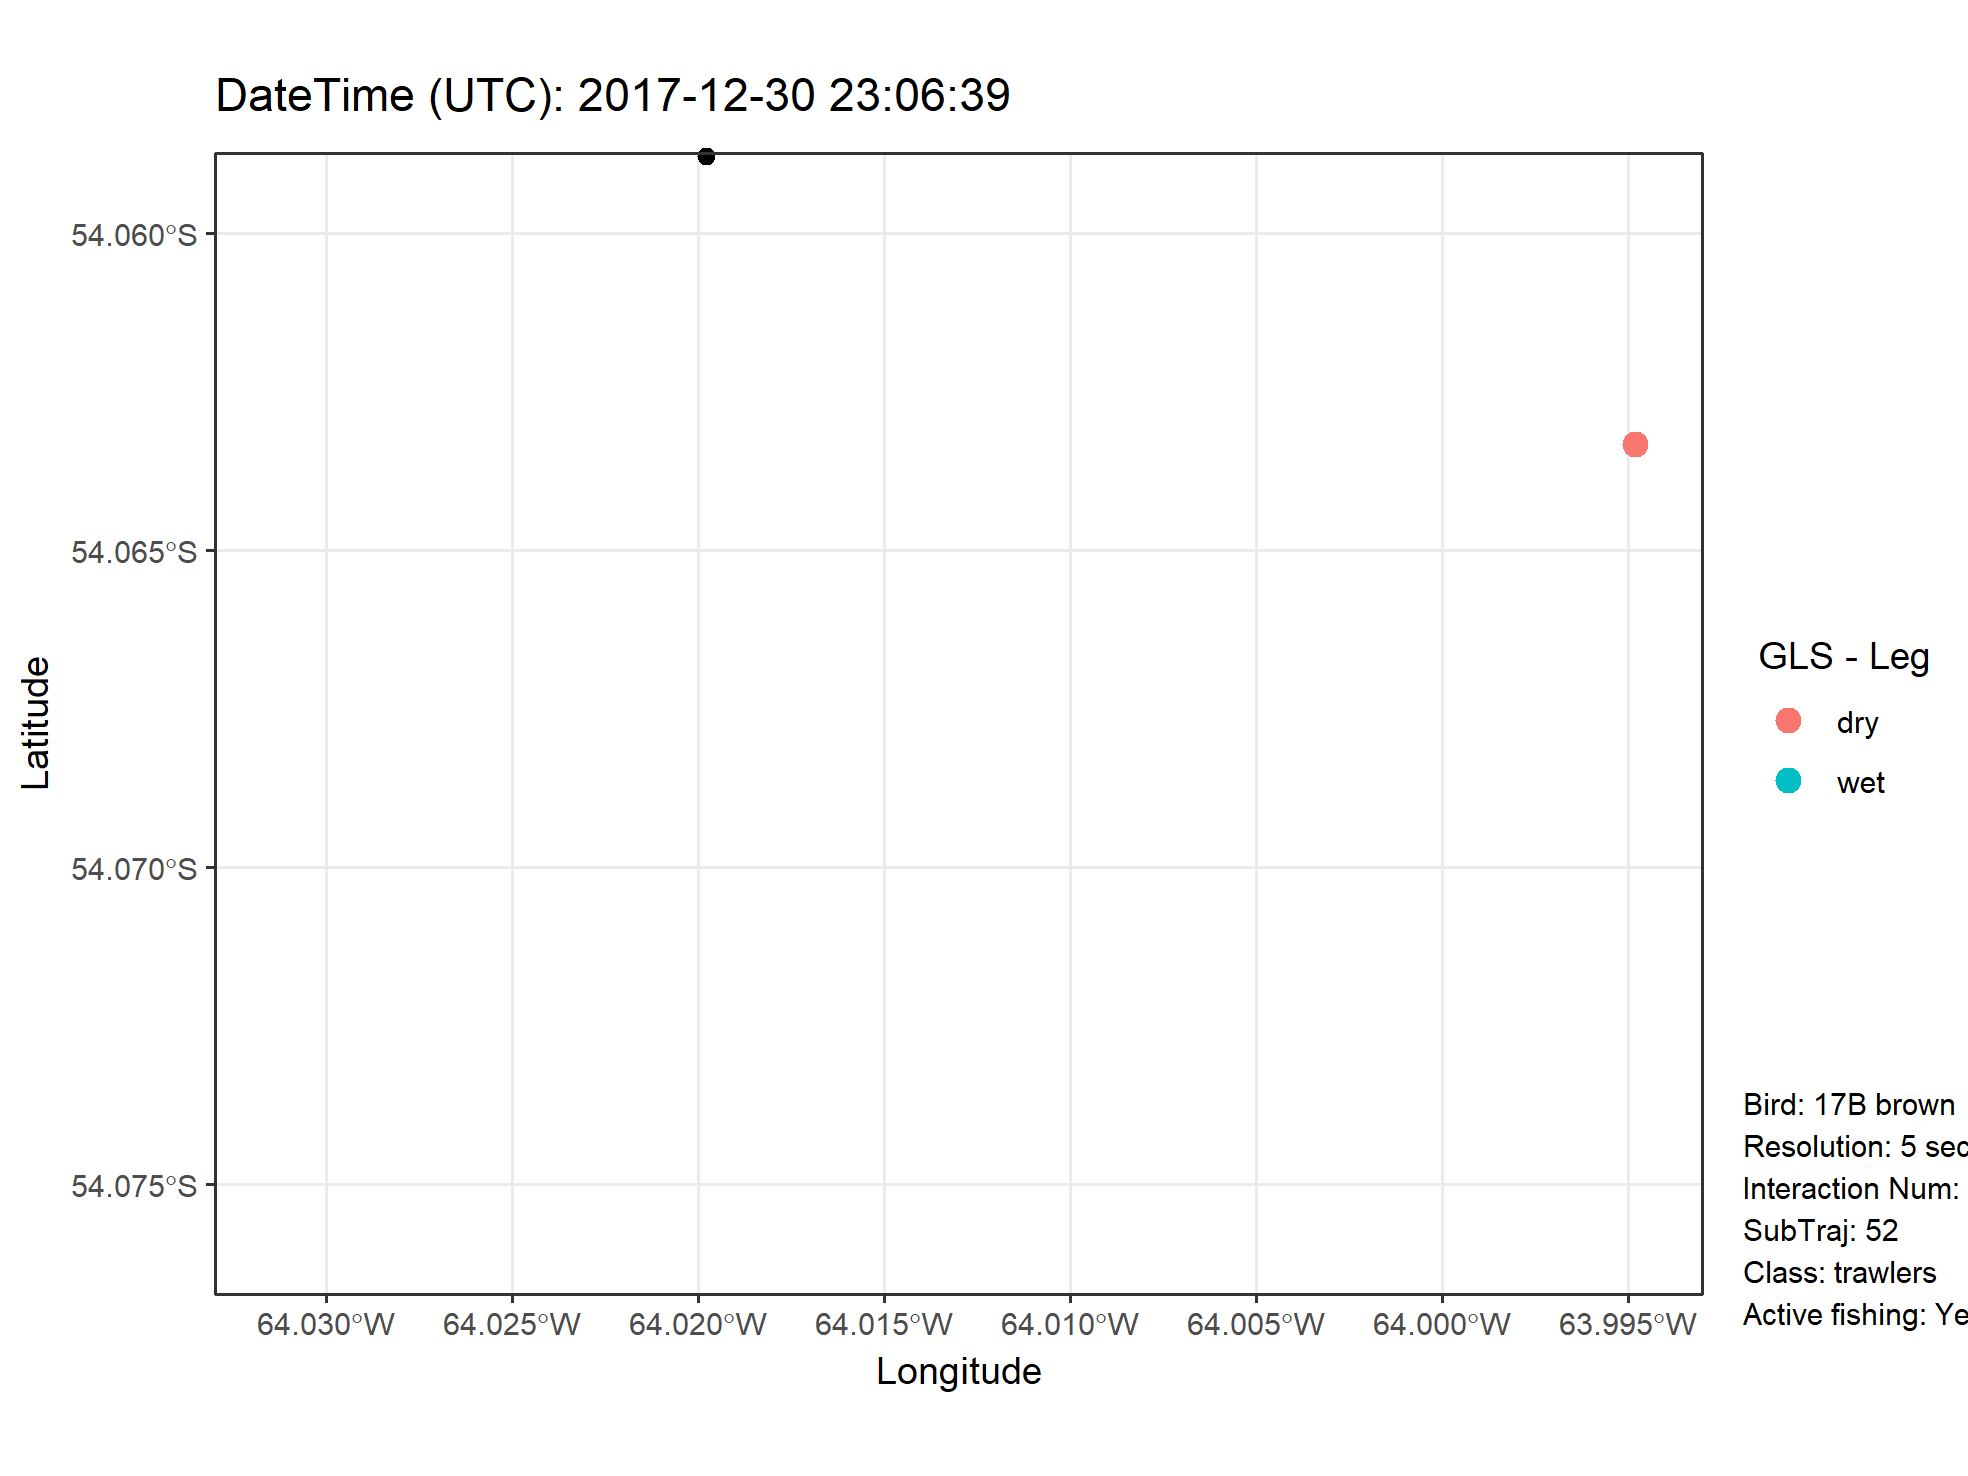 DateTime (UTC): 2017-12-30 23:06:39
54.060°S
54.065°S
54.070°S
54.075°S
Latitude
64.030°W
64.025°W
64.020°W
64.015°W
64.010°W
64.005°W
64.000°W
63.995°W
Longitude
GLS - Leg
dry
wet
Bird: 17B brown
Resolution: 5 sec
Interaction Num:
SubTraj: 52
Class: trawlers
Active fishing: Ye